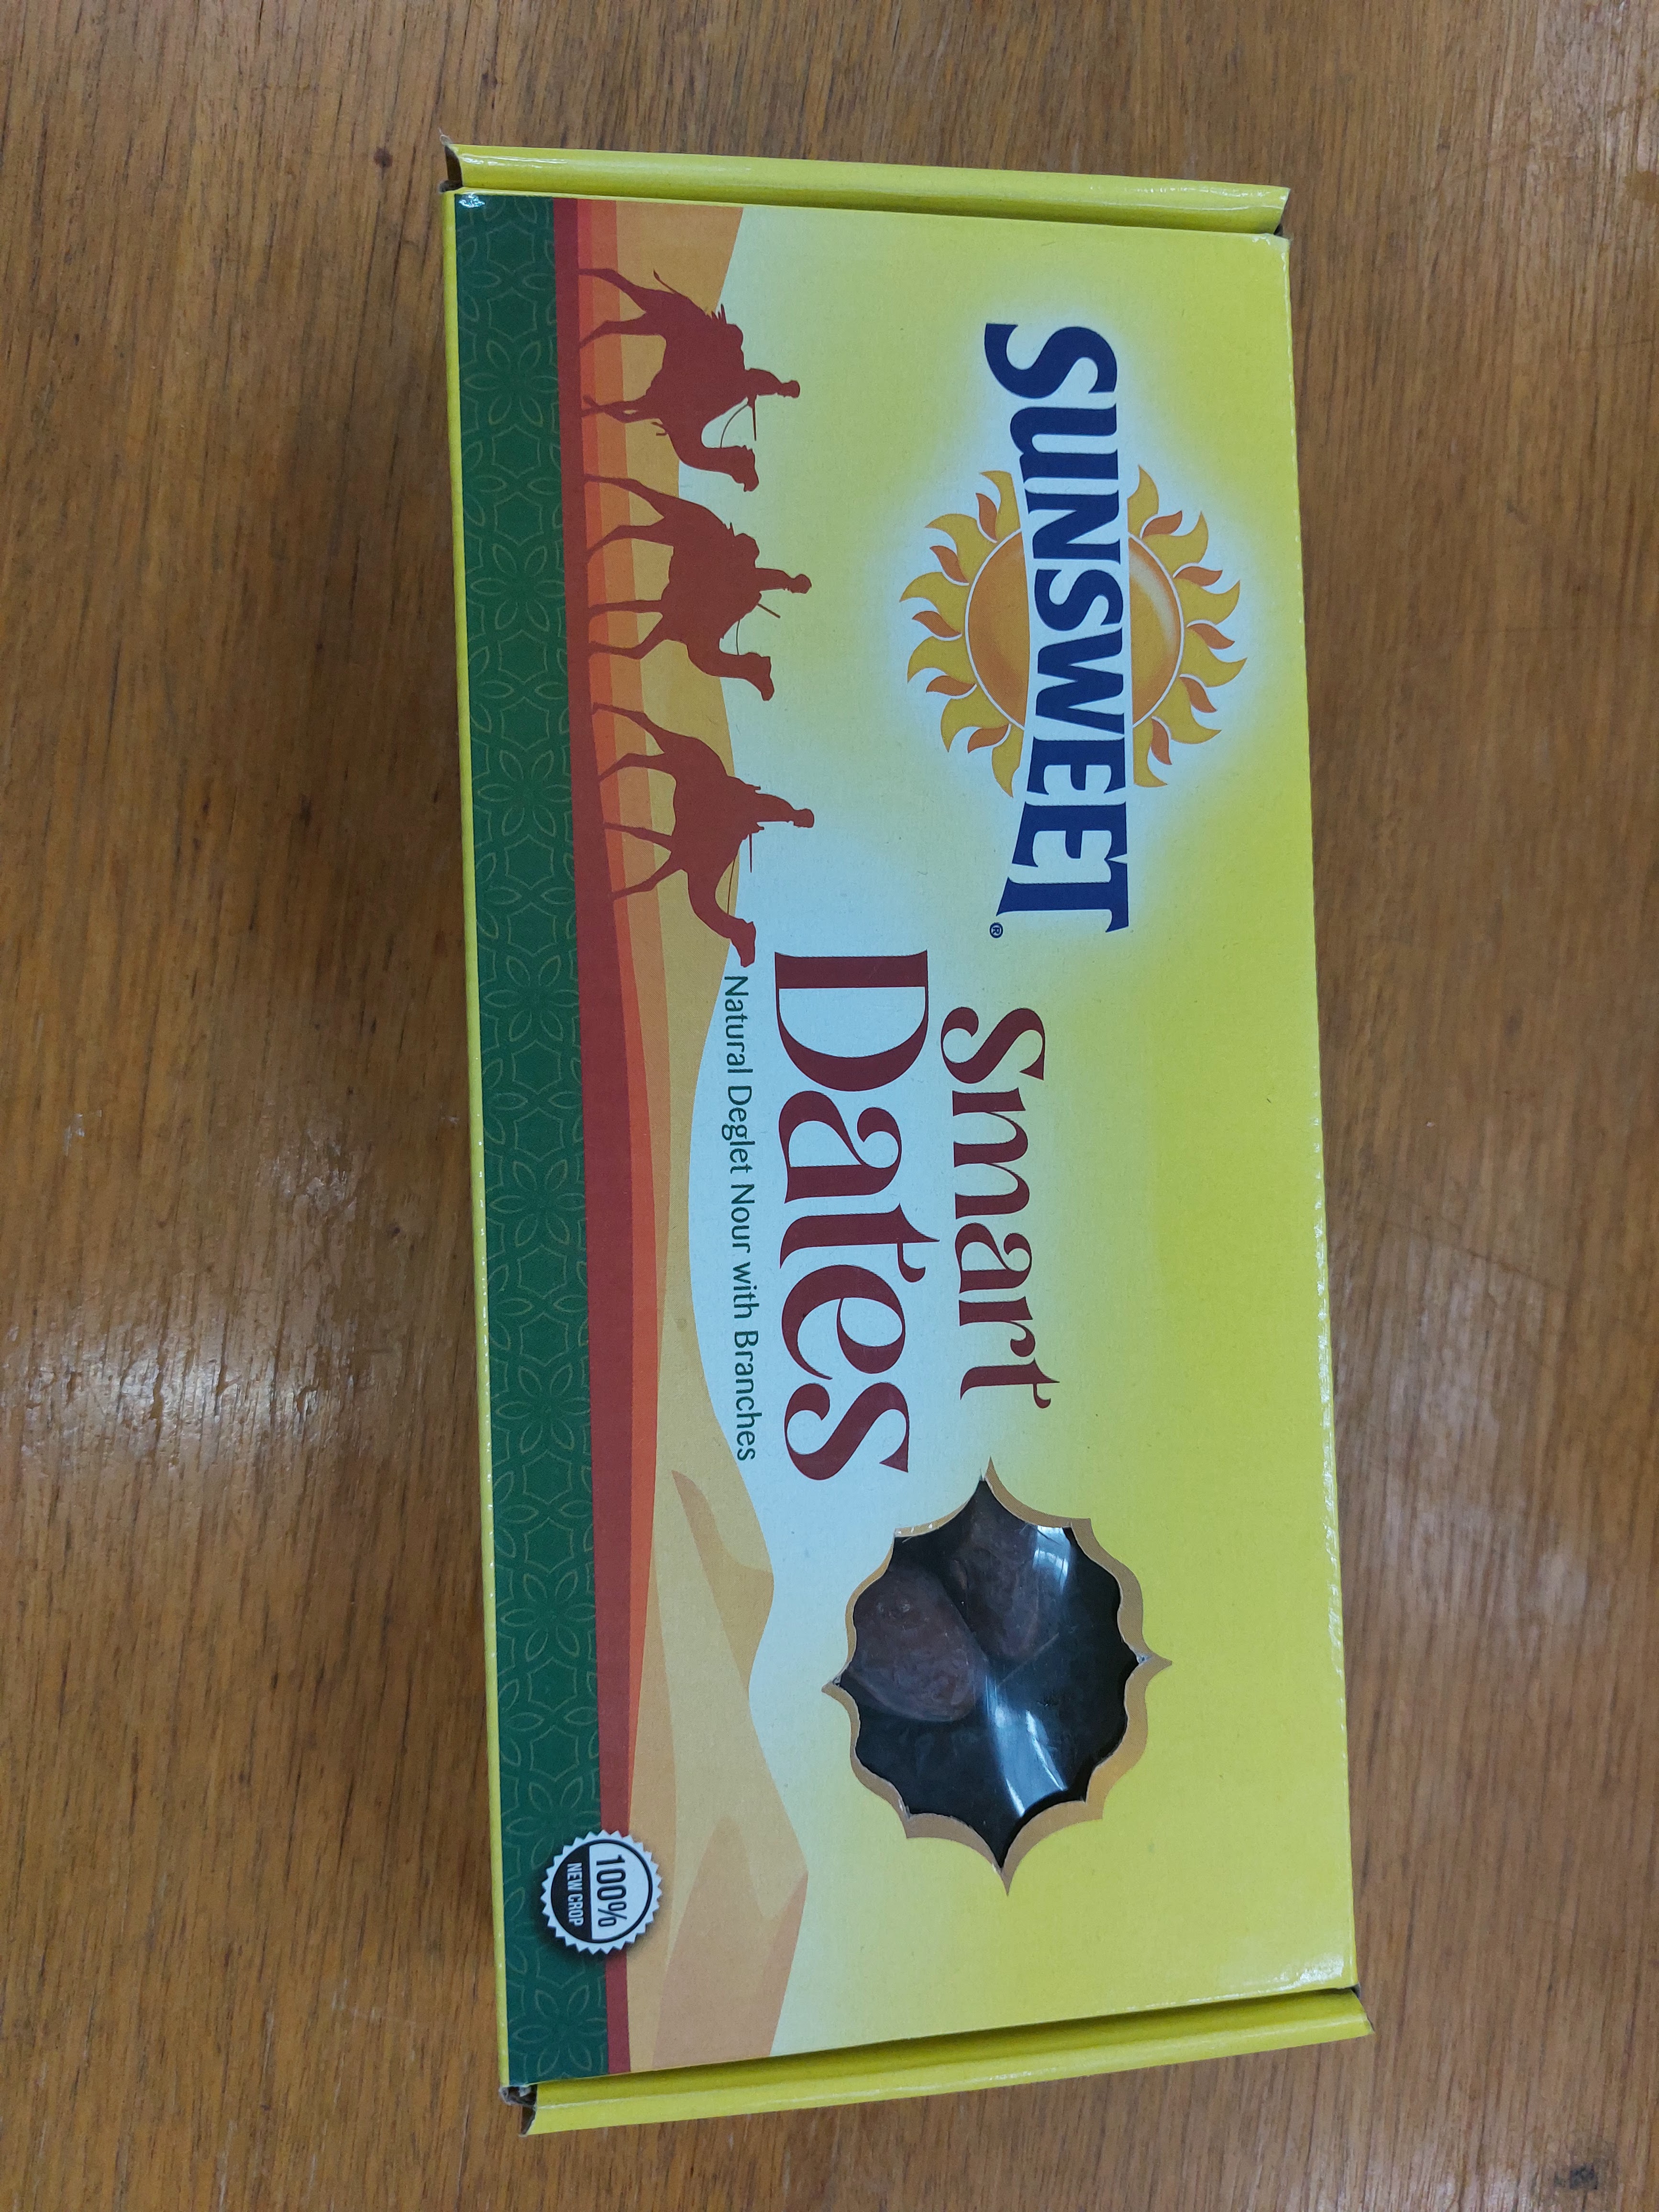 SUNSWEET®
Smart
Dates
Natural Deglet Nour with Branches
100%
NEW CROP